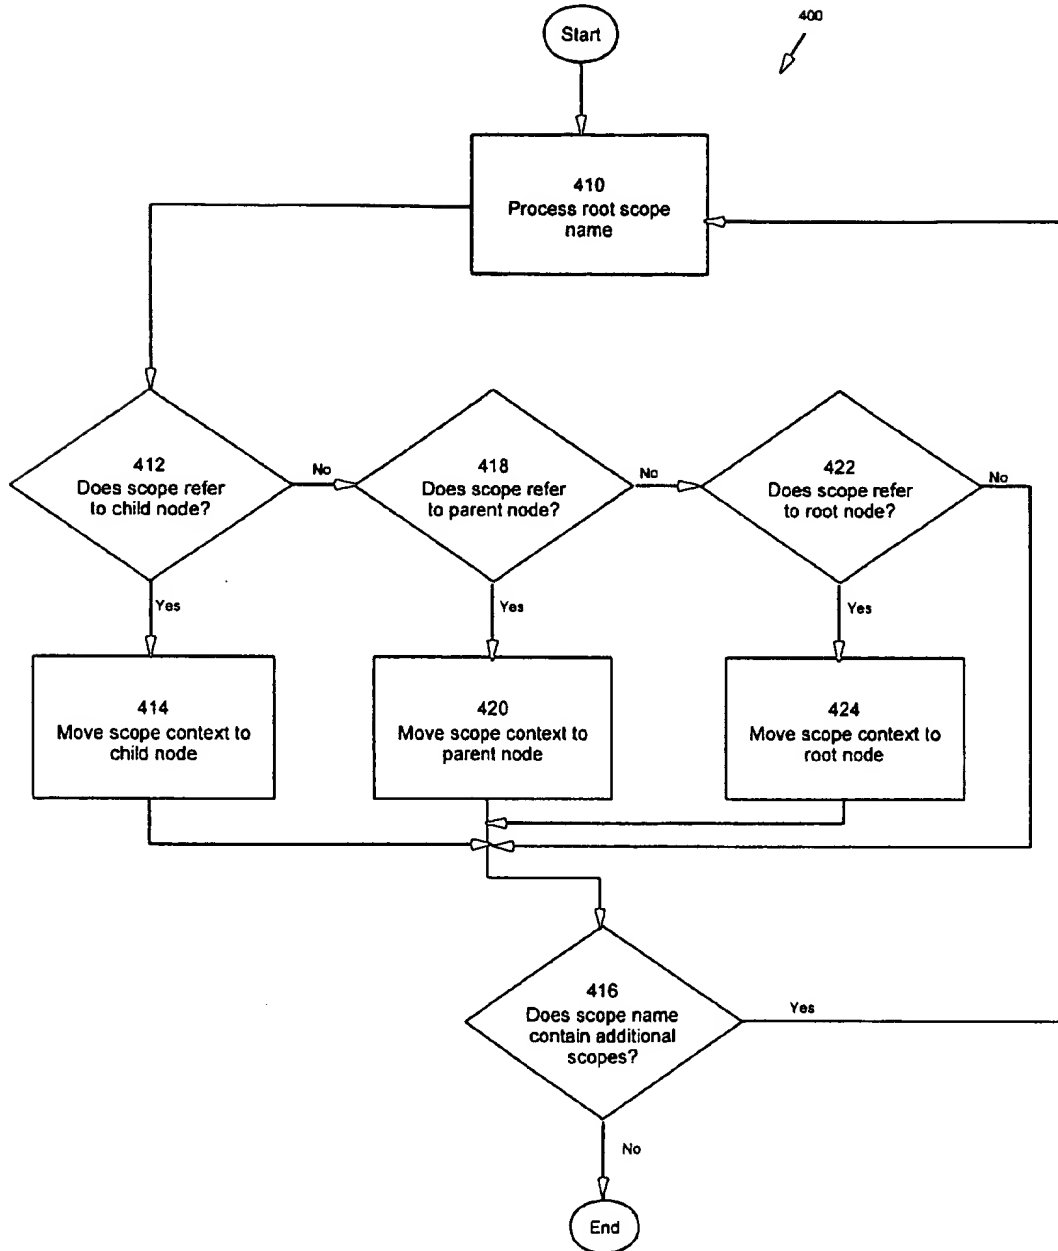 Start
400
410
Process root scope
name
412
Does scope refer
to child node?
No
418
Does scope refer
to parent node?
No
422
Does scope refer
to root node?
No
Yes
Yes
Yes
414
Move scope context to
child node
420
Move scope context to
parent node
424
Move scope context to
root node
416
Does scope name
contain additional
scopes?
Yes
No
End